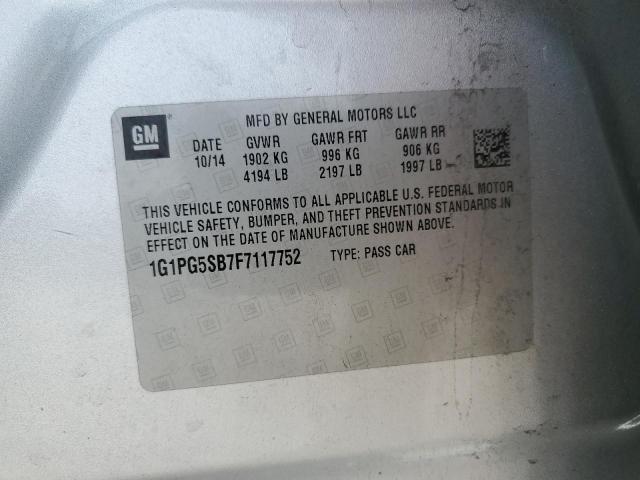 GM
MFD BY GENERAL MOTORS LLC
DATE GVWR GAWR FRT GAWR RR
10/14 1902 KG 996 KG 906 KG
4194 LB 2197 LB 1997 LB
THIS VEHICLE CONFORMS TO ALL APPLICABLE U.S. FEDERAL MOTOR
VEHICLE SAFETY, BUMPER, AND THEFT PREVENTION STANDARDS IN
EFFECT ON THE DATE OF MANUFACTURE SHOWN ABOVE.
1G1PG5SB7F7117752 TYPE: PASS CAR